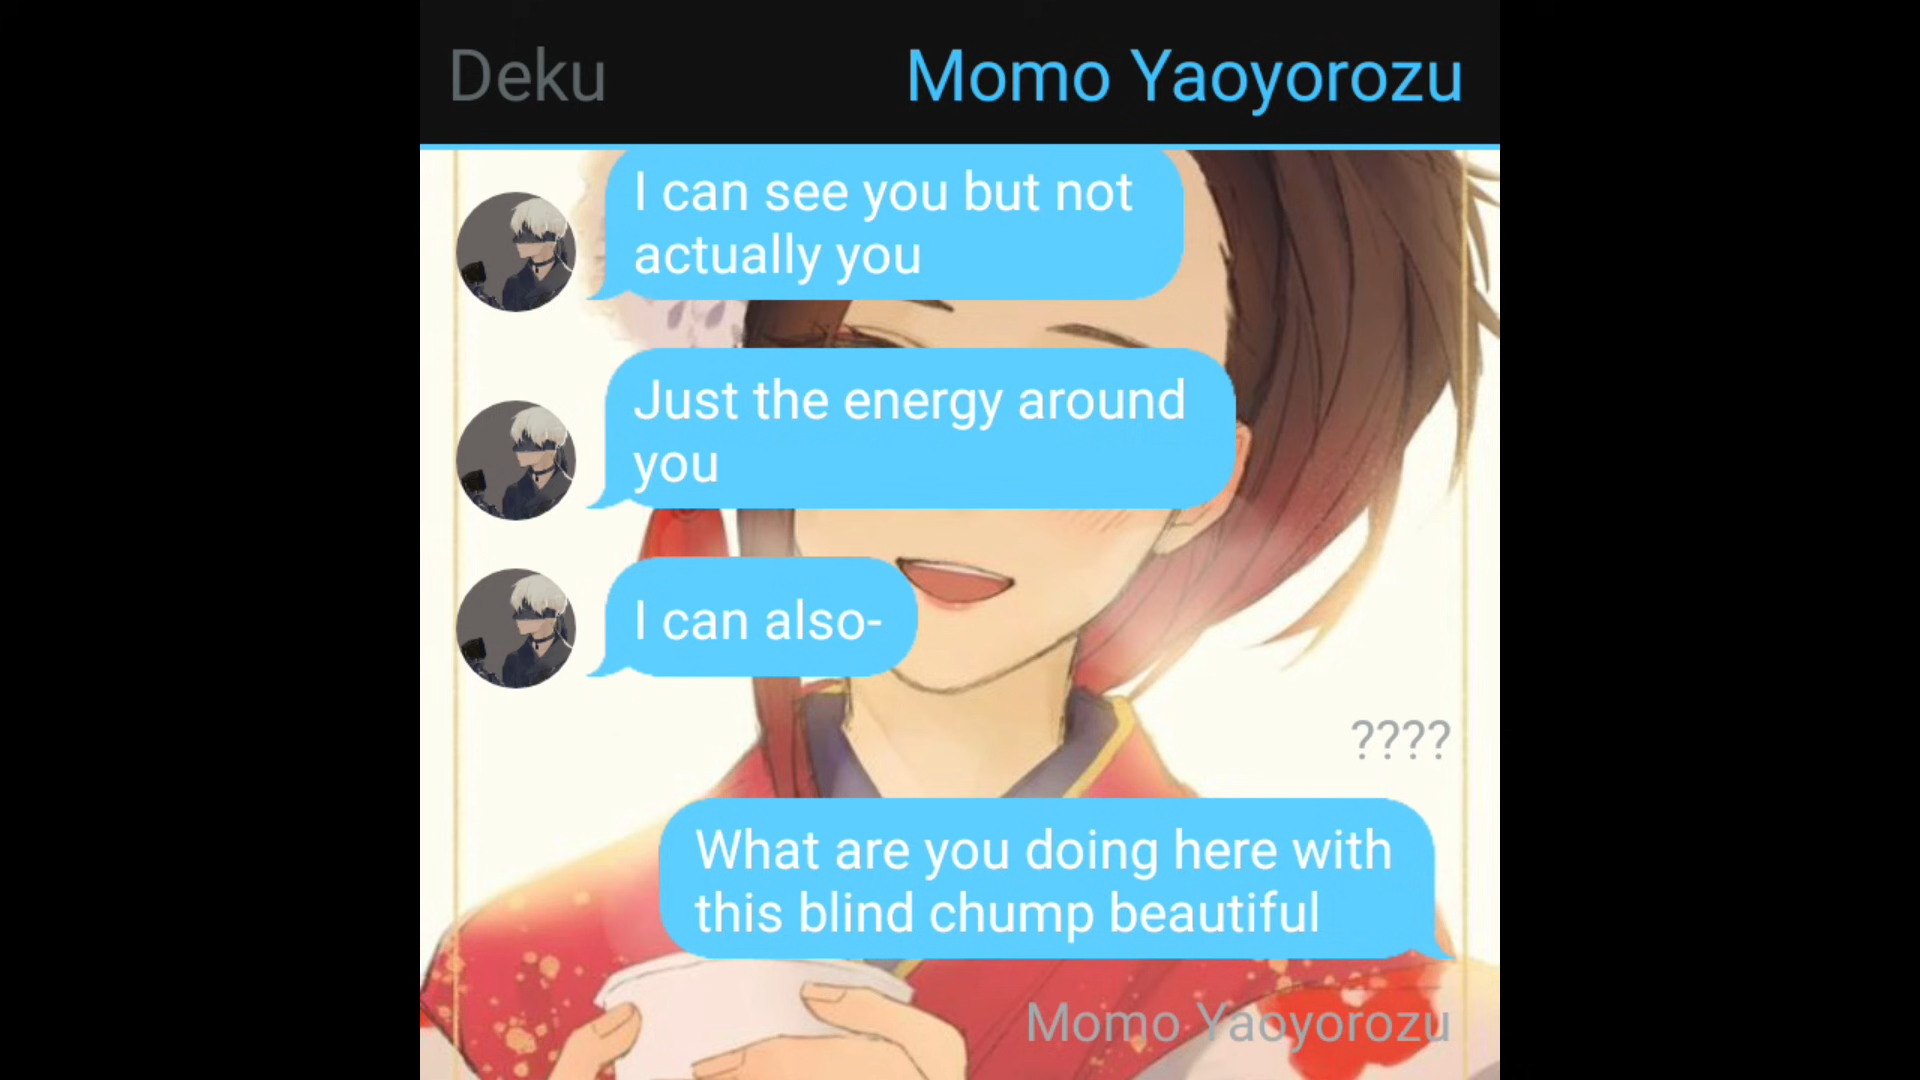 Deku
Momo Yaoyorozu
I can see you but not
actually you
Just the energy around
you
I can also-
????
What are you doing here with
this blind chump beautiful
Momo Yaoyorozu